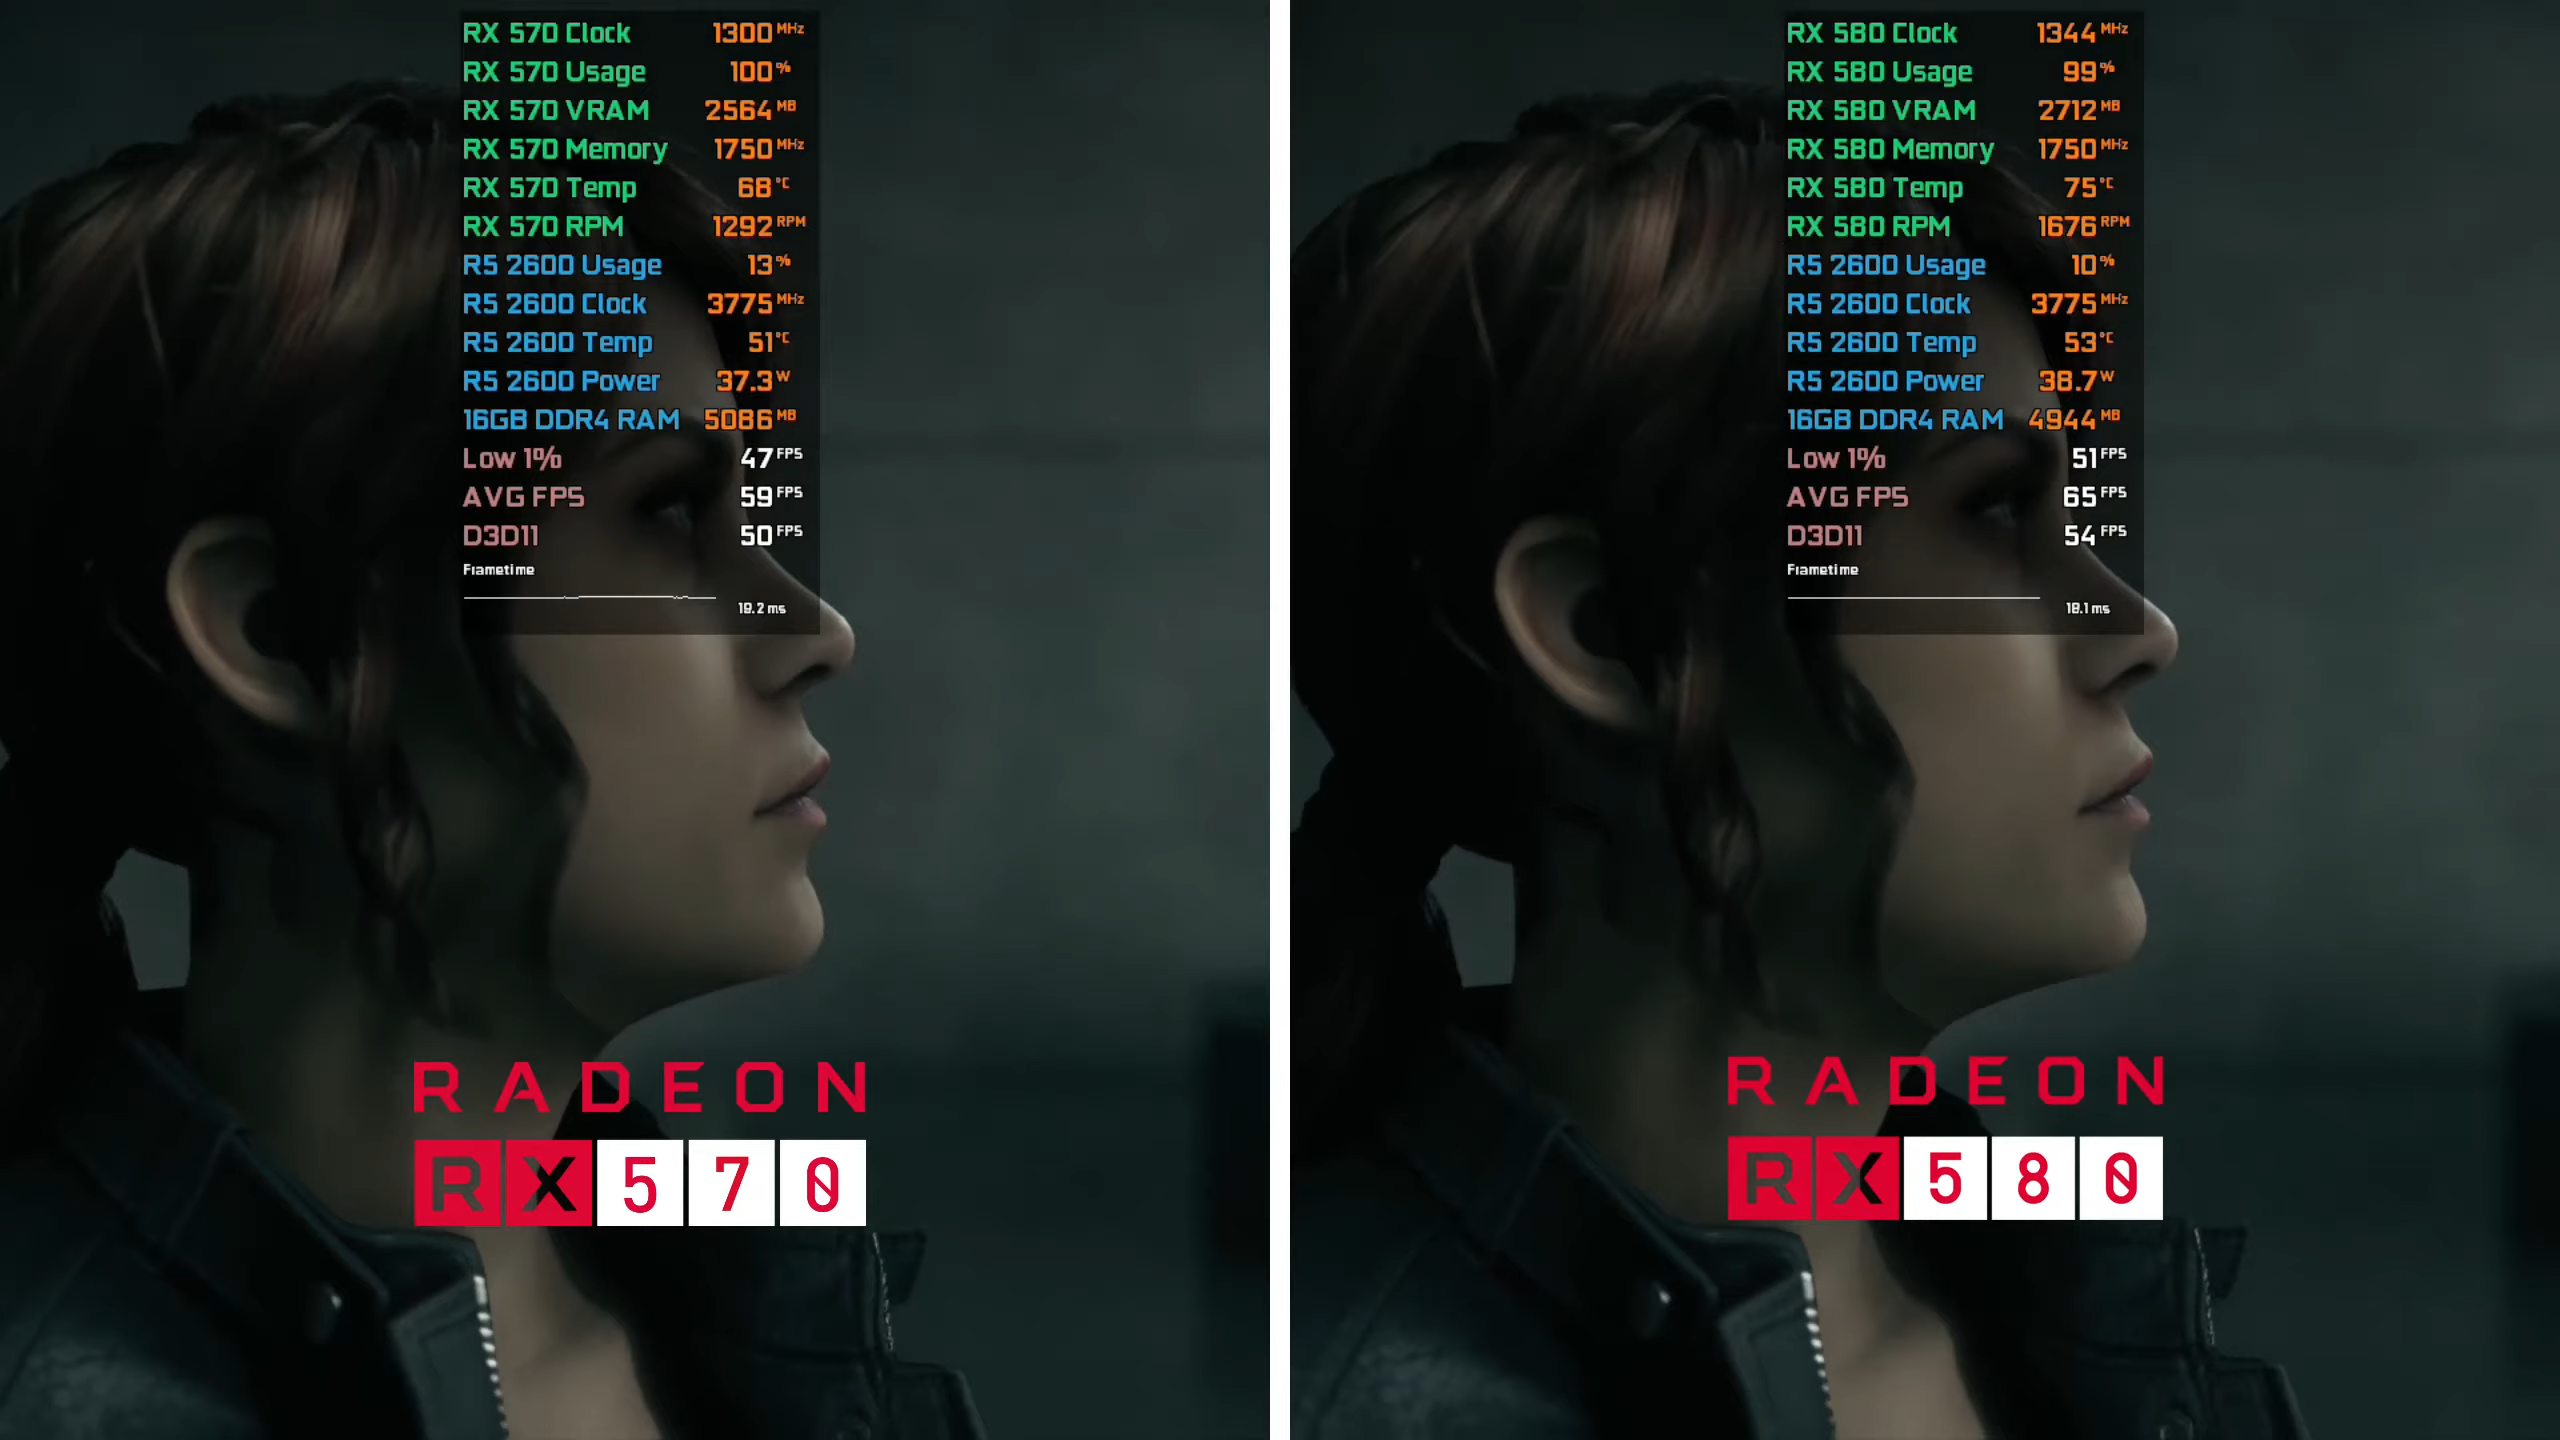 RX 570 Clock 1300 MHz
RX 570 Usage 100 %
RX 570 VRAM 2564 MB
RX 570 Memory 1750 MHz
RX 570 Temp 68 °C
RX 570 RPM 1292 RPM
R5 2600 Usage 13 %
R5 2600 Clock 3775 MHz
R5 2600 Temp 51 °C
R5 2600 Power 37.3 W
16GB DDR4 RAM 5086 MB
Low 1% 47 FPS
AVG FPS 59 FPS
D3D11 50 FPS
Frametime
19.2 ms
RADEON
RX570
RX 580 Clock 1344 MHz
RX 580 Usage 99 %
RX 580 VRAM 2712 MB
RX 580 Memory 1750 MHz
RX 580 Temp 75 °C
RX 580 RPM 1676 RPM
R5 2600 Usage 10 %
R5 2600 Clock 3775 MHz
R5 2600 Temp 53 °C
R5 2600 Power 38.7 W
16GB DDR4 RAM 4944 MB
Low 1% 51 FPS
AVG FPS 65 FPS
D3D11 54 FPS
Frametime
18.1 ms
RADEON
RX580